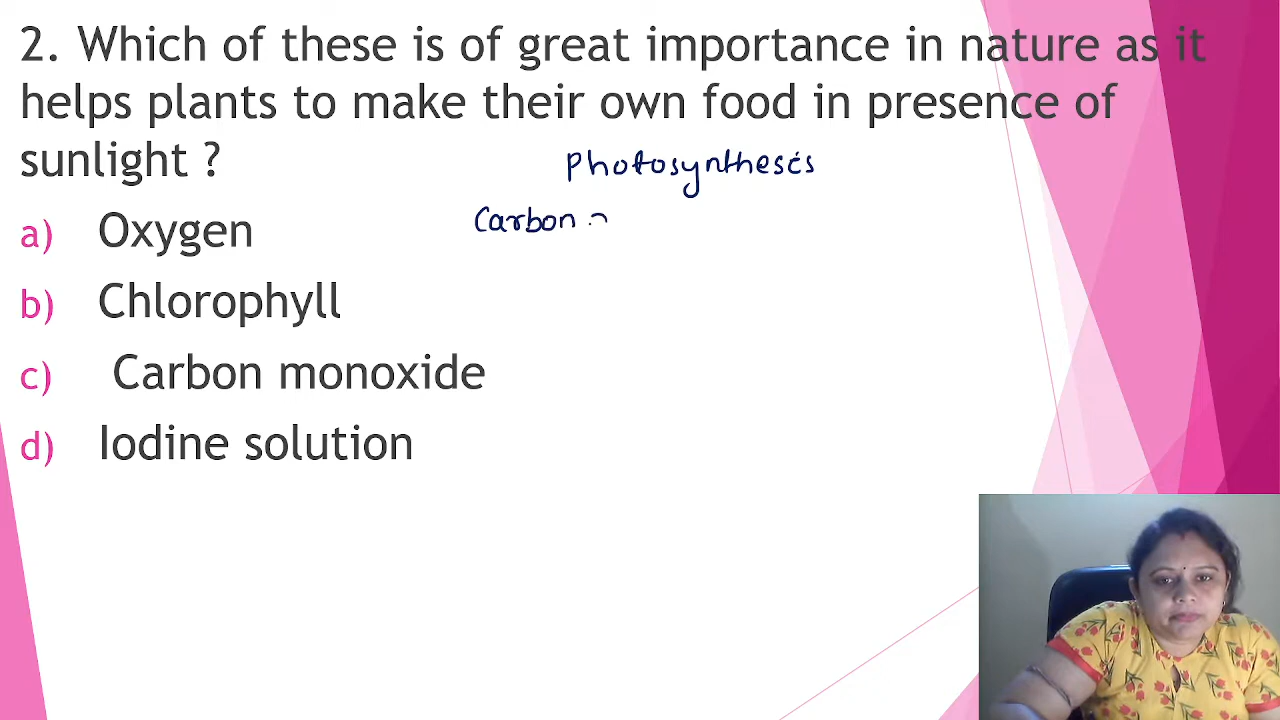 2. Which of these is of great importance in nature as it
helps plants to make their own food in presence of
sunlight ?
Photosynthesis
a) Oxygen
Carbon
b) Chlorophyll
c) Carbon monoxide
d) Iodine solution